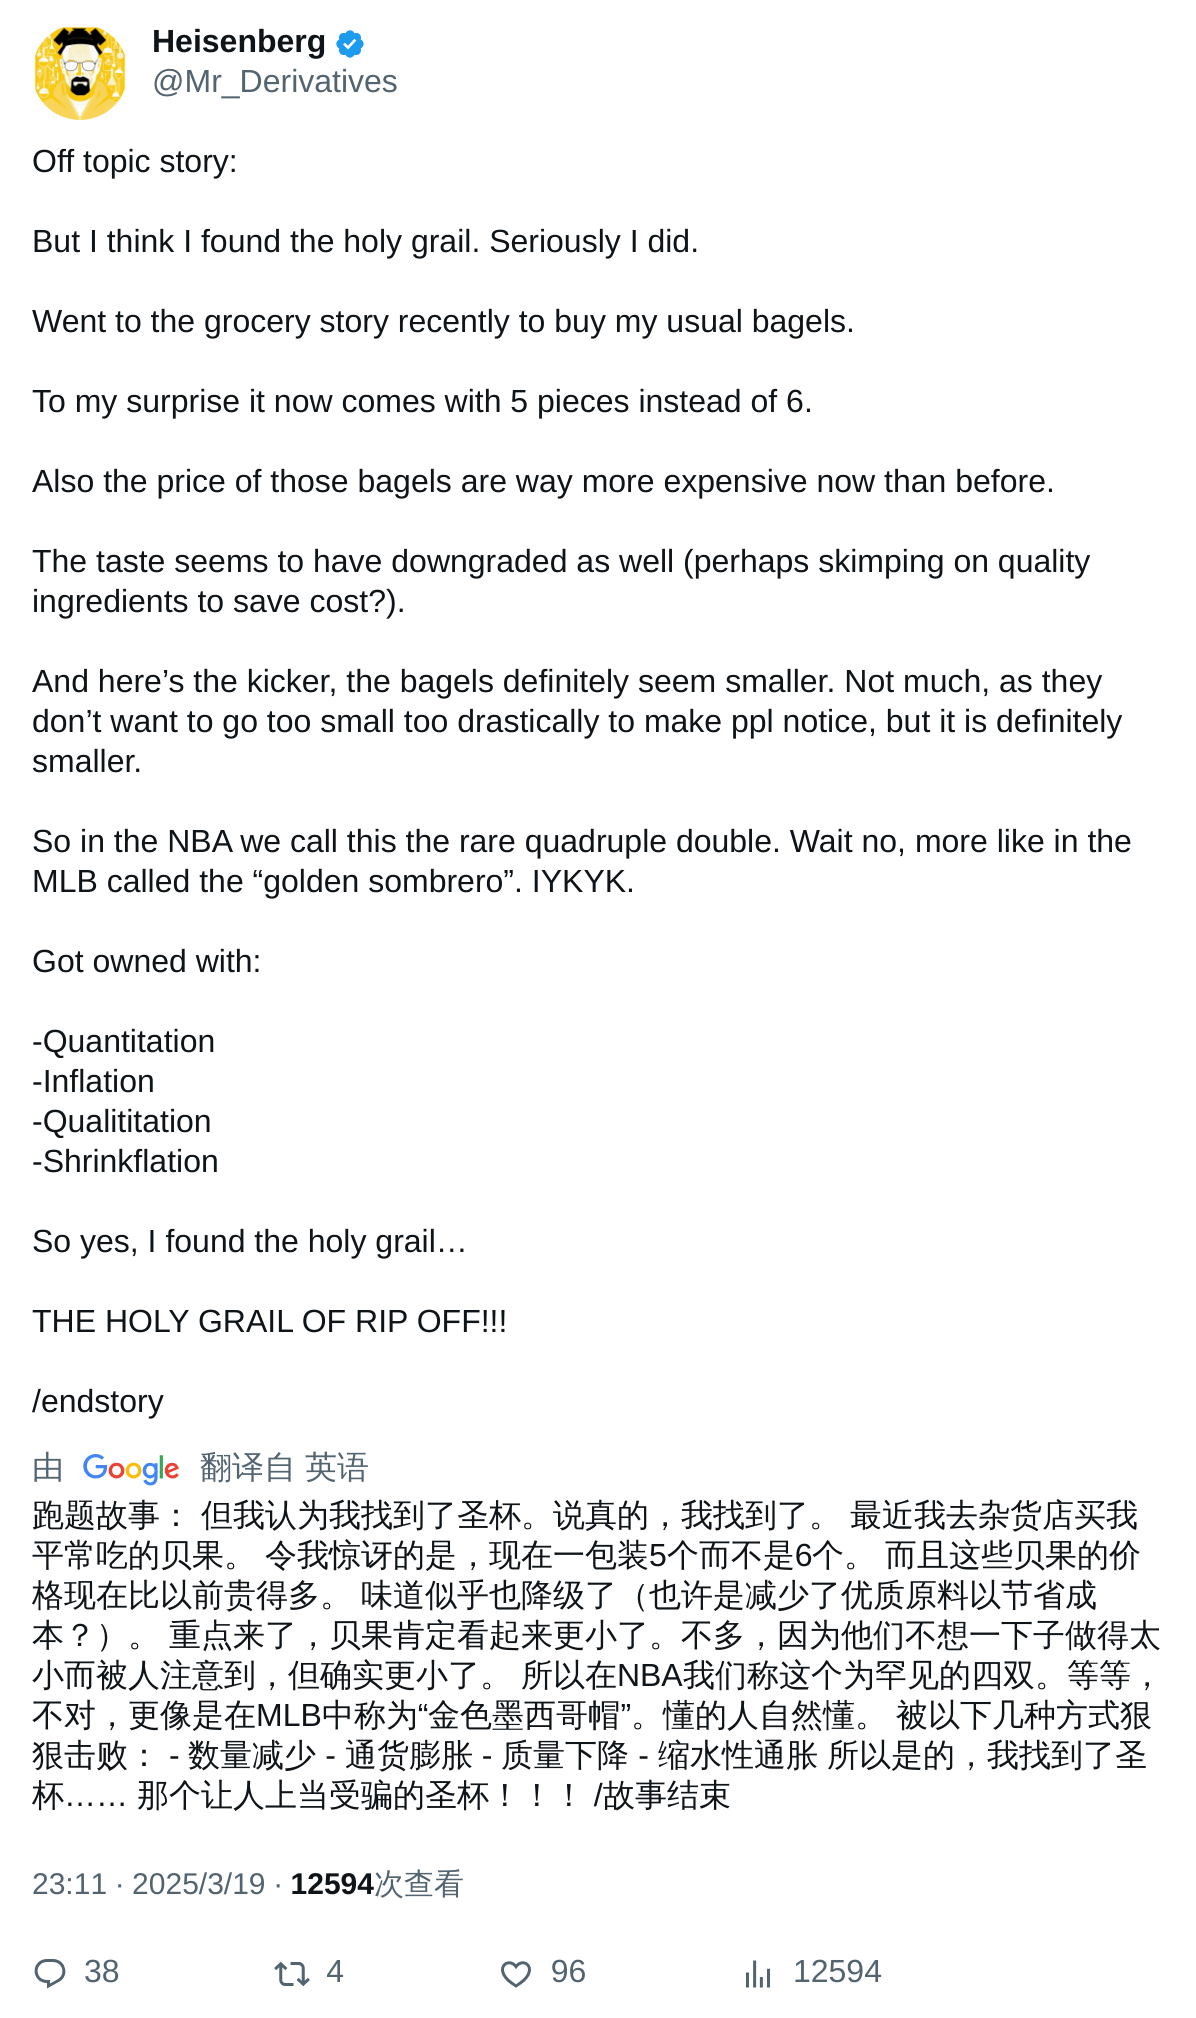 Heisenberg
@Mr_Derivatives
Off topic story:
But I think I found the holy grail. Seriously I did.
Went to the grocery story recently to buy my usual bagels.
To my surprise it now comes with 5 pieces instead of 6.
Also the price of those bagels are way more expensive now than before.
The taste seems to have downgraded as well (perhaps skimping on quality
ingredients to save cost?).
And here’s the kicker, the bagels definitely seem smaller. Not much, as they
don’t want to go too small too drastically to make ppl notice, but it is definitely
smaller.
So in the NBA we call this the rare quadruple double. Wait no, more like in the
MLB called the “golden sombrero”. IYKYK.
Got owned with:
-Quantitation
-Inflation
-Qualititation
-Shrinkflation
So yes, I found the holy grail…
THE HOLY GRAIL OF RIP OFF!!!
/endstory
由 Google 翻译自 英语
跑题故事： 但我认为我找到了圣杯。说真的，我找到了。 最近我去杂货店买我
平常吃的贝果。 令我惊讶的是，现在一包装5个而不是6个。 而且这些贝果的价
格现在比以前贵得多。 味道似乎也降级了（也许是减少了优质原料以节省成
本？）。 重点来了，贝果肯定看起来更小了。不多，因为他们不想一下子做得太
小而被人注意到，但确实更小了。 所以在NBA我们称这个为罕见的四双。等等，
不对，更像是在MLB中称为“金色墨西哥帽”。懂的人自然懂。 被以下几种方式狠
狠击败： - 数量减少 - 通货膨胀 - 质量下降 - 缩水性通胀 所以是的，我找到了圣
杯…… 那个让人上当受骗的圣杯！！！ /故事结束
23:11 · 2025/3/19 · 12594次查看
38 4 96 12594